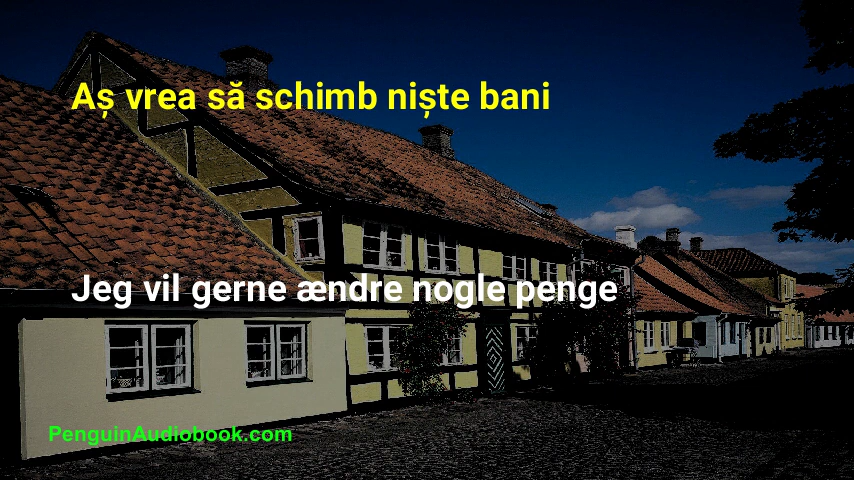 Aș vrea să schimb niște bani
Jeg vil gerne ændre nogle penge
PenguinAudiobook.com